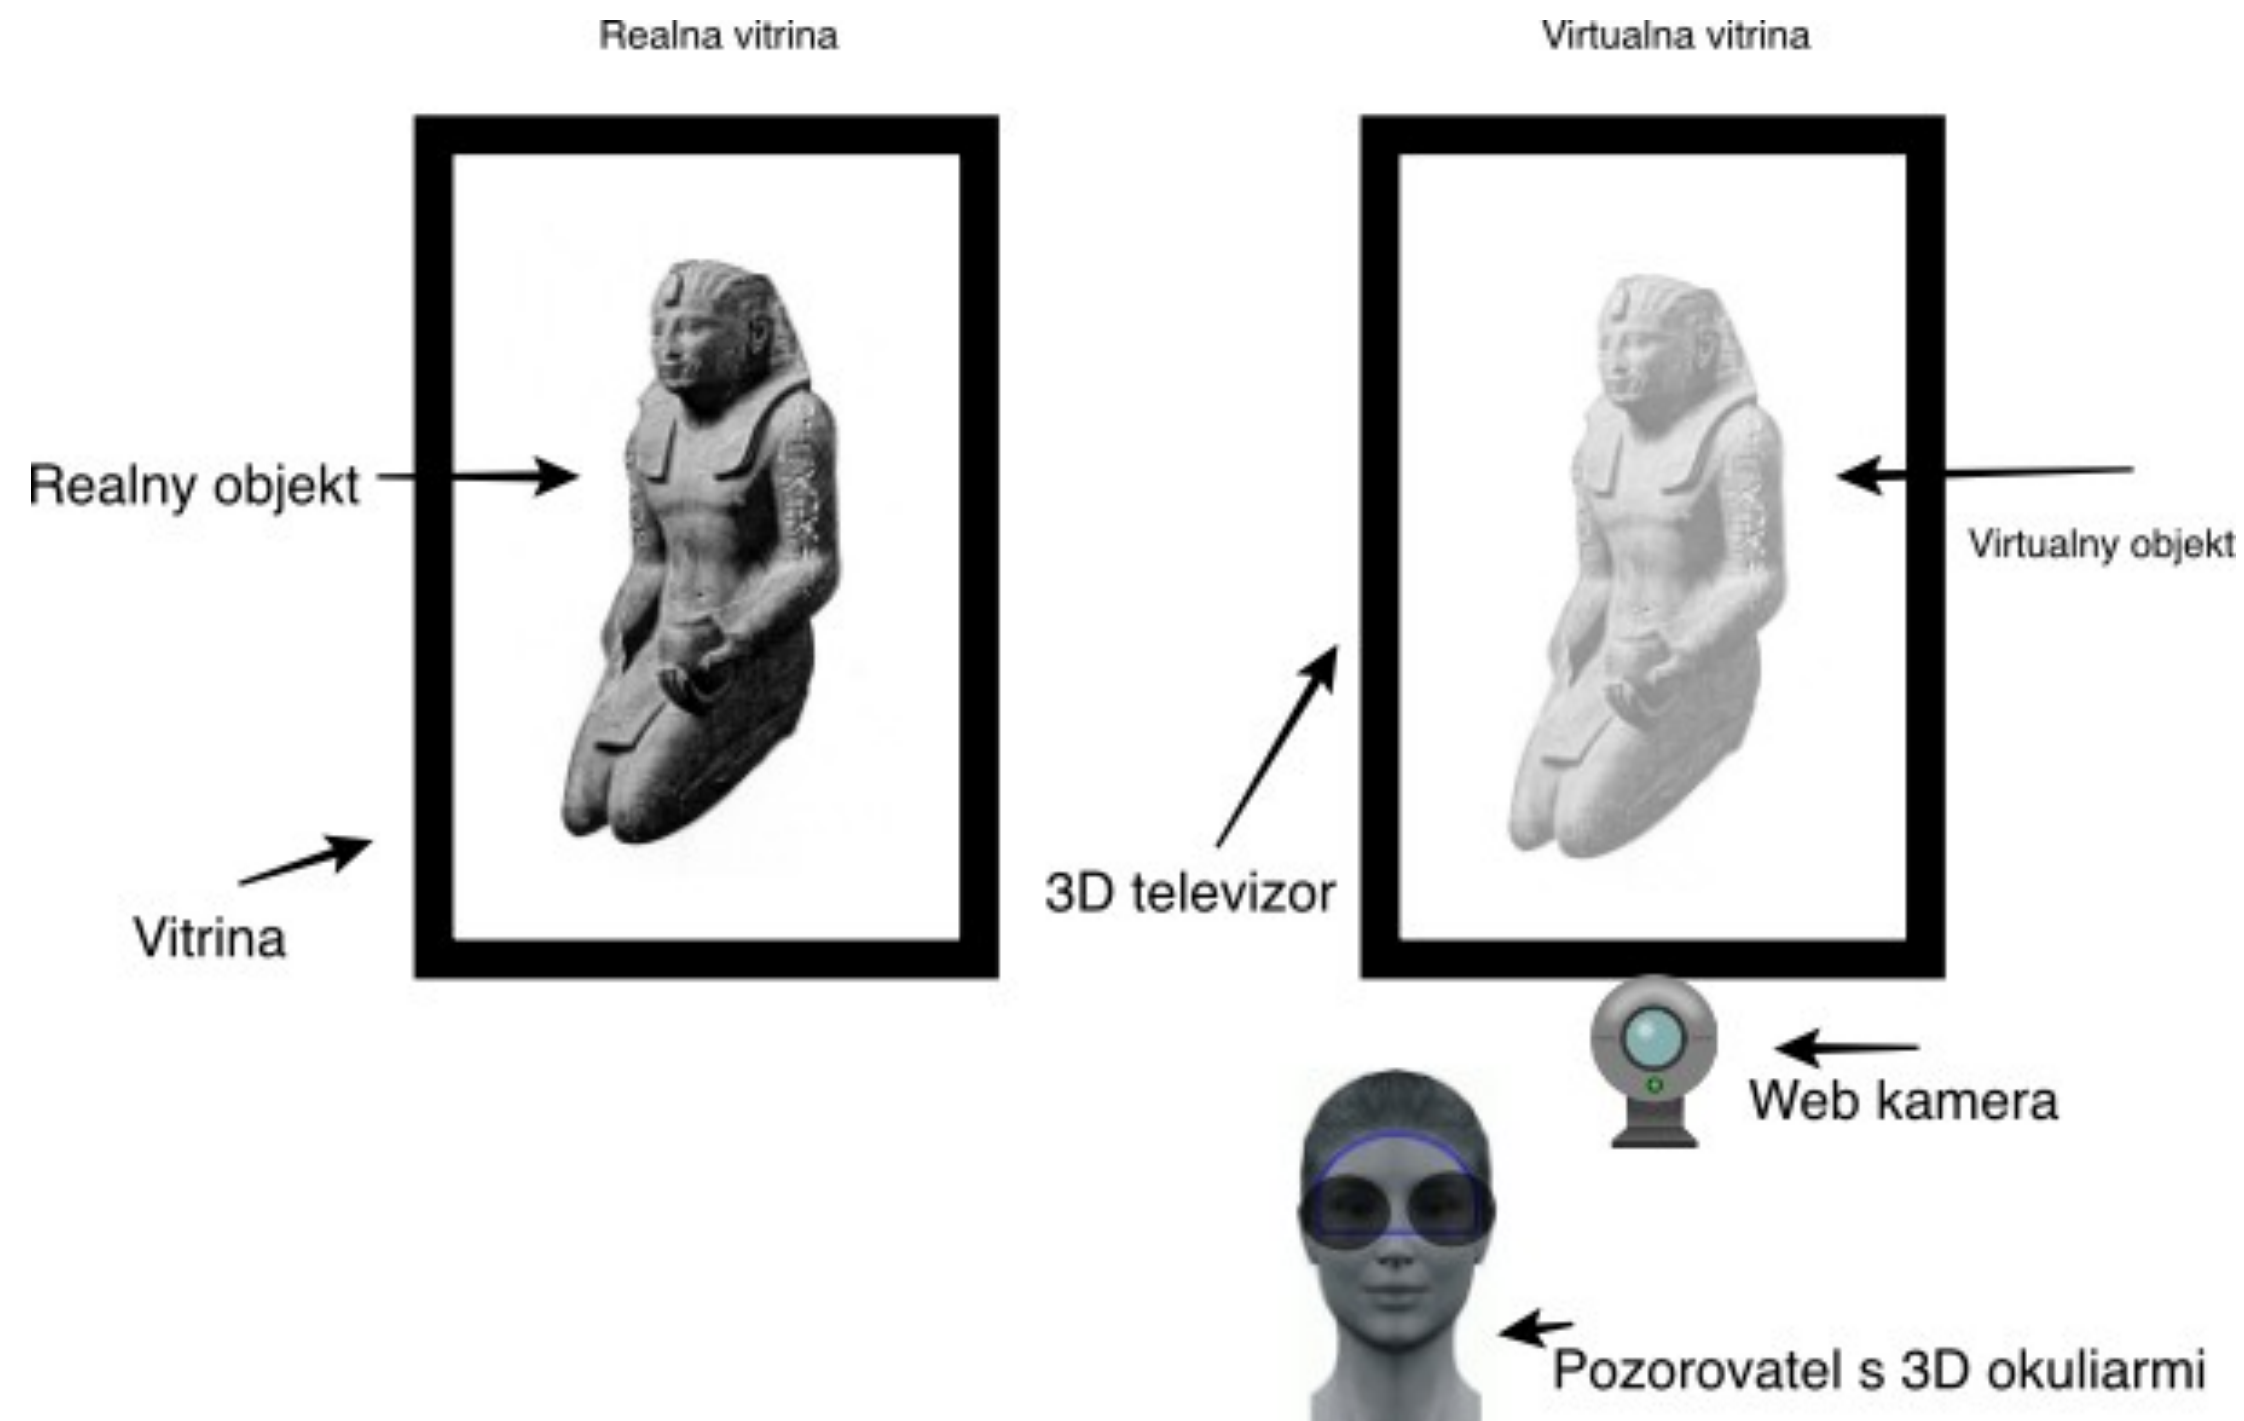 Realna vitrina
Virtualna vitrina
Realny objekt
Virtualny objekt
3D televizor
Vitrina
Web kamera
Pozorovatel s 3D okuliarmi